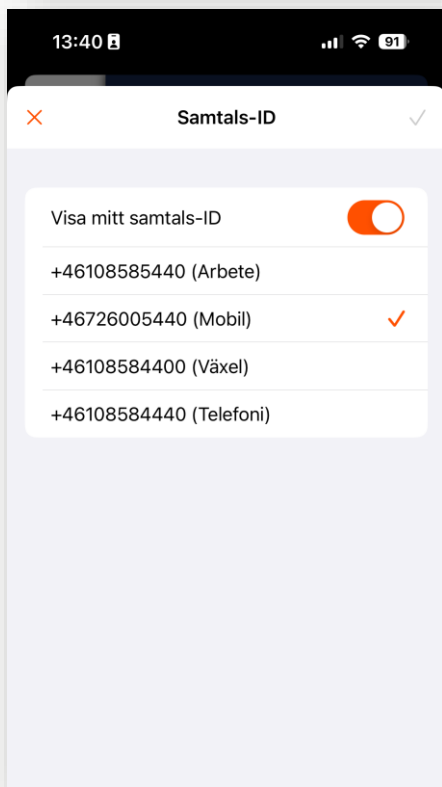 13:40
91
Samtals-ID
Visa mitt samtals-ID
+46108585440 (Arbete)
+46726005440 (Mobil)
+46108584400 (Växel)
+46108584440 (Telefoni)